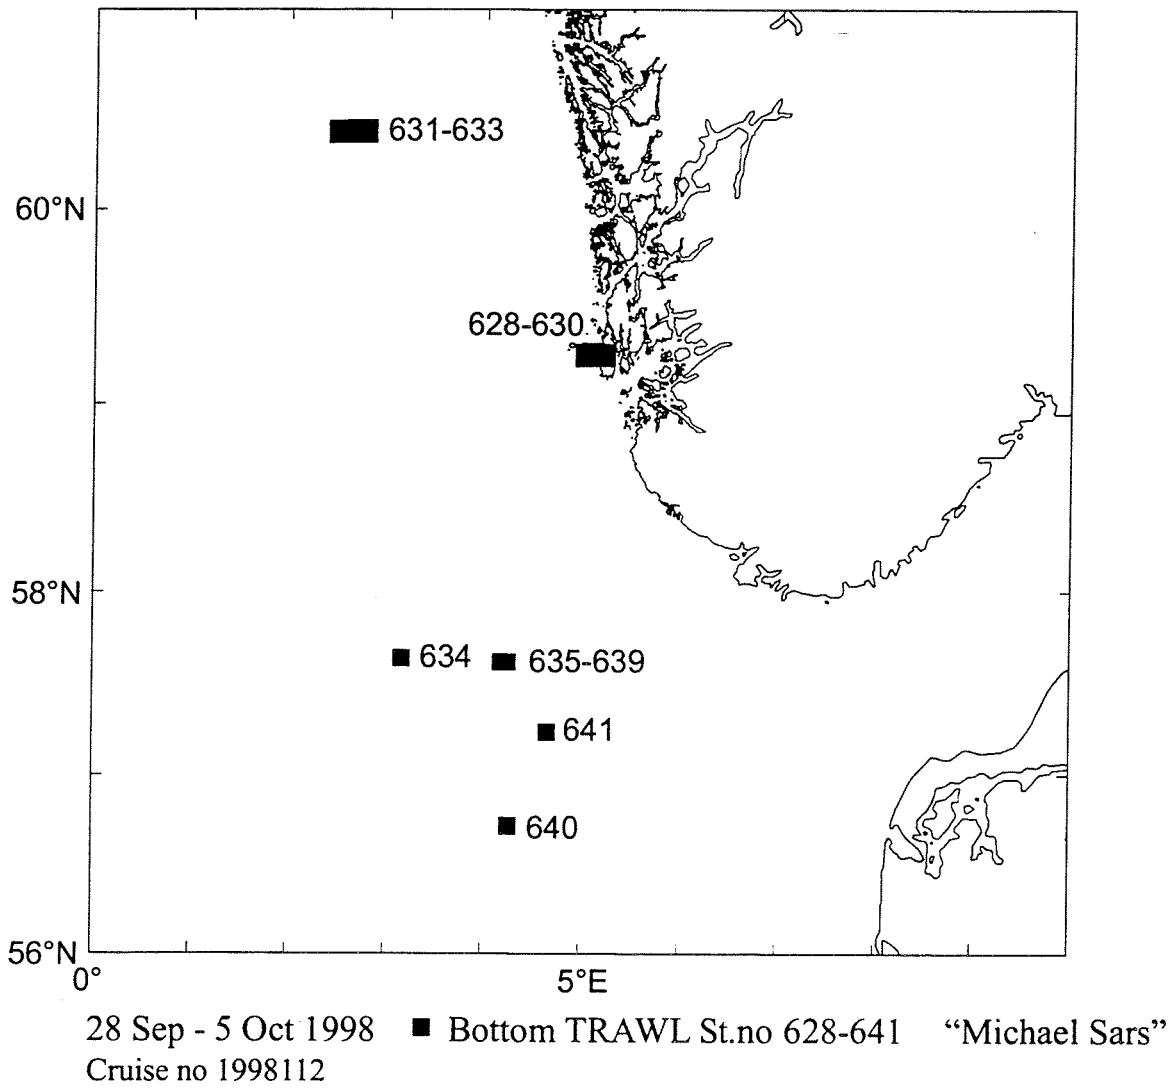 631-633
60°N
628-630
58°N
634
635-639
641
640
56°N
0°
5°E
28 Sep - 5 Oct 1998 ■ Bottom TRAWL St.no 628-641 “Michael Sars”
Cruise no 1998112